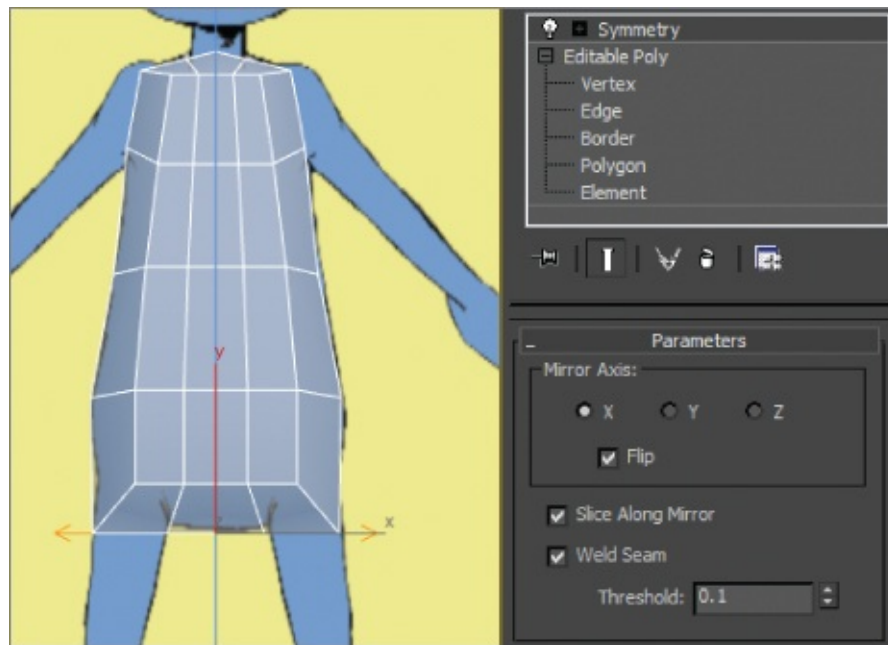 Symmetry
Editable Poly
Vertex
Edge
Border
Polygon
Element
Parameters
Mirror Axis:
X Y Z
Flip
Slice Along Mirror
Weld Seam
Threshold: 0.1
y
x